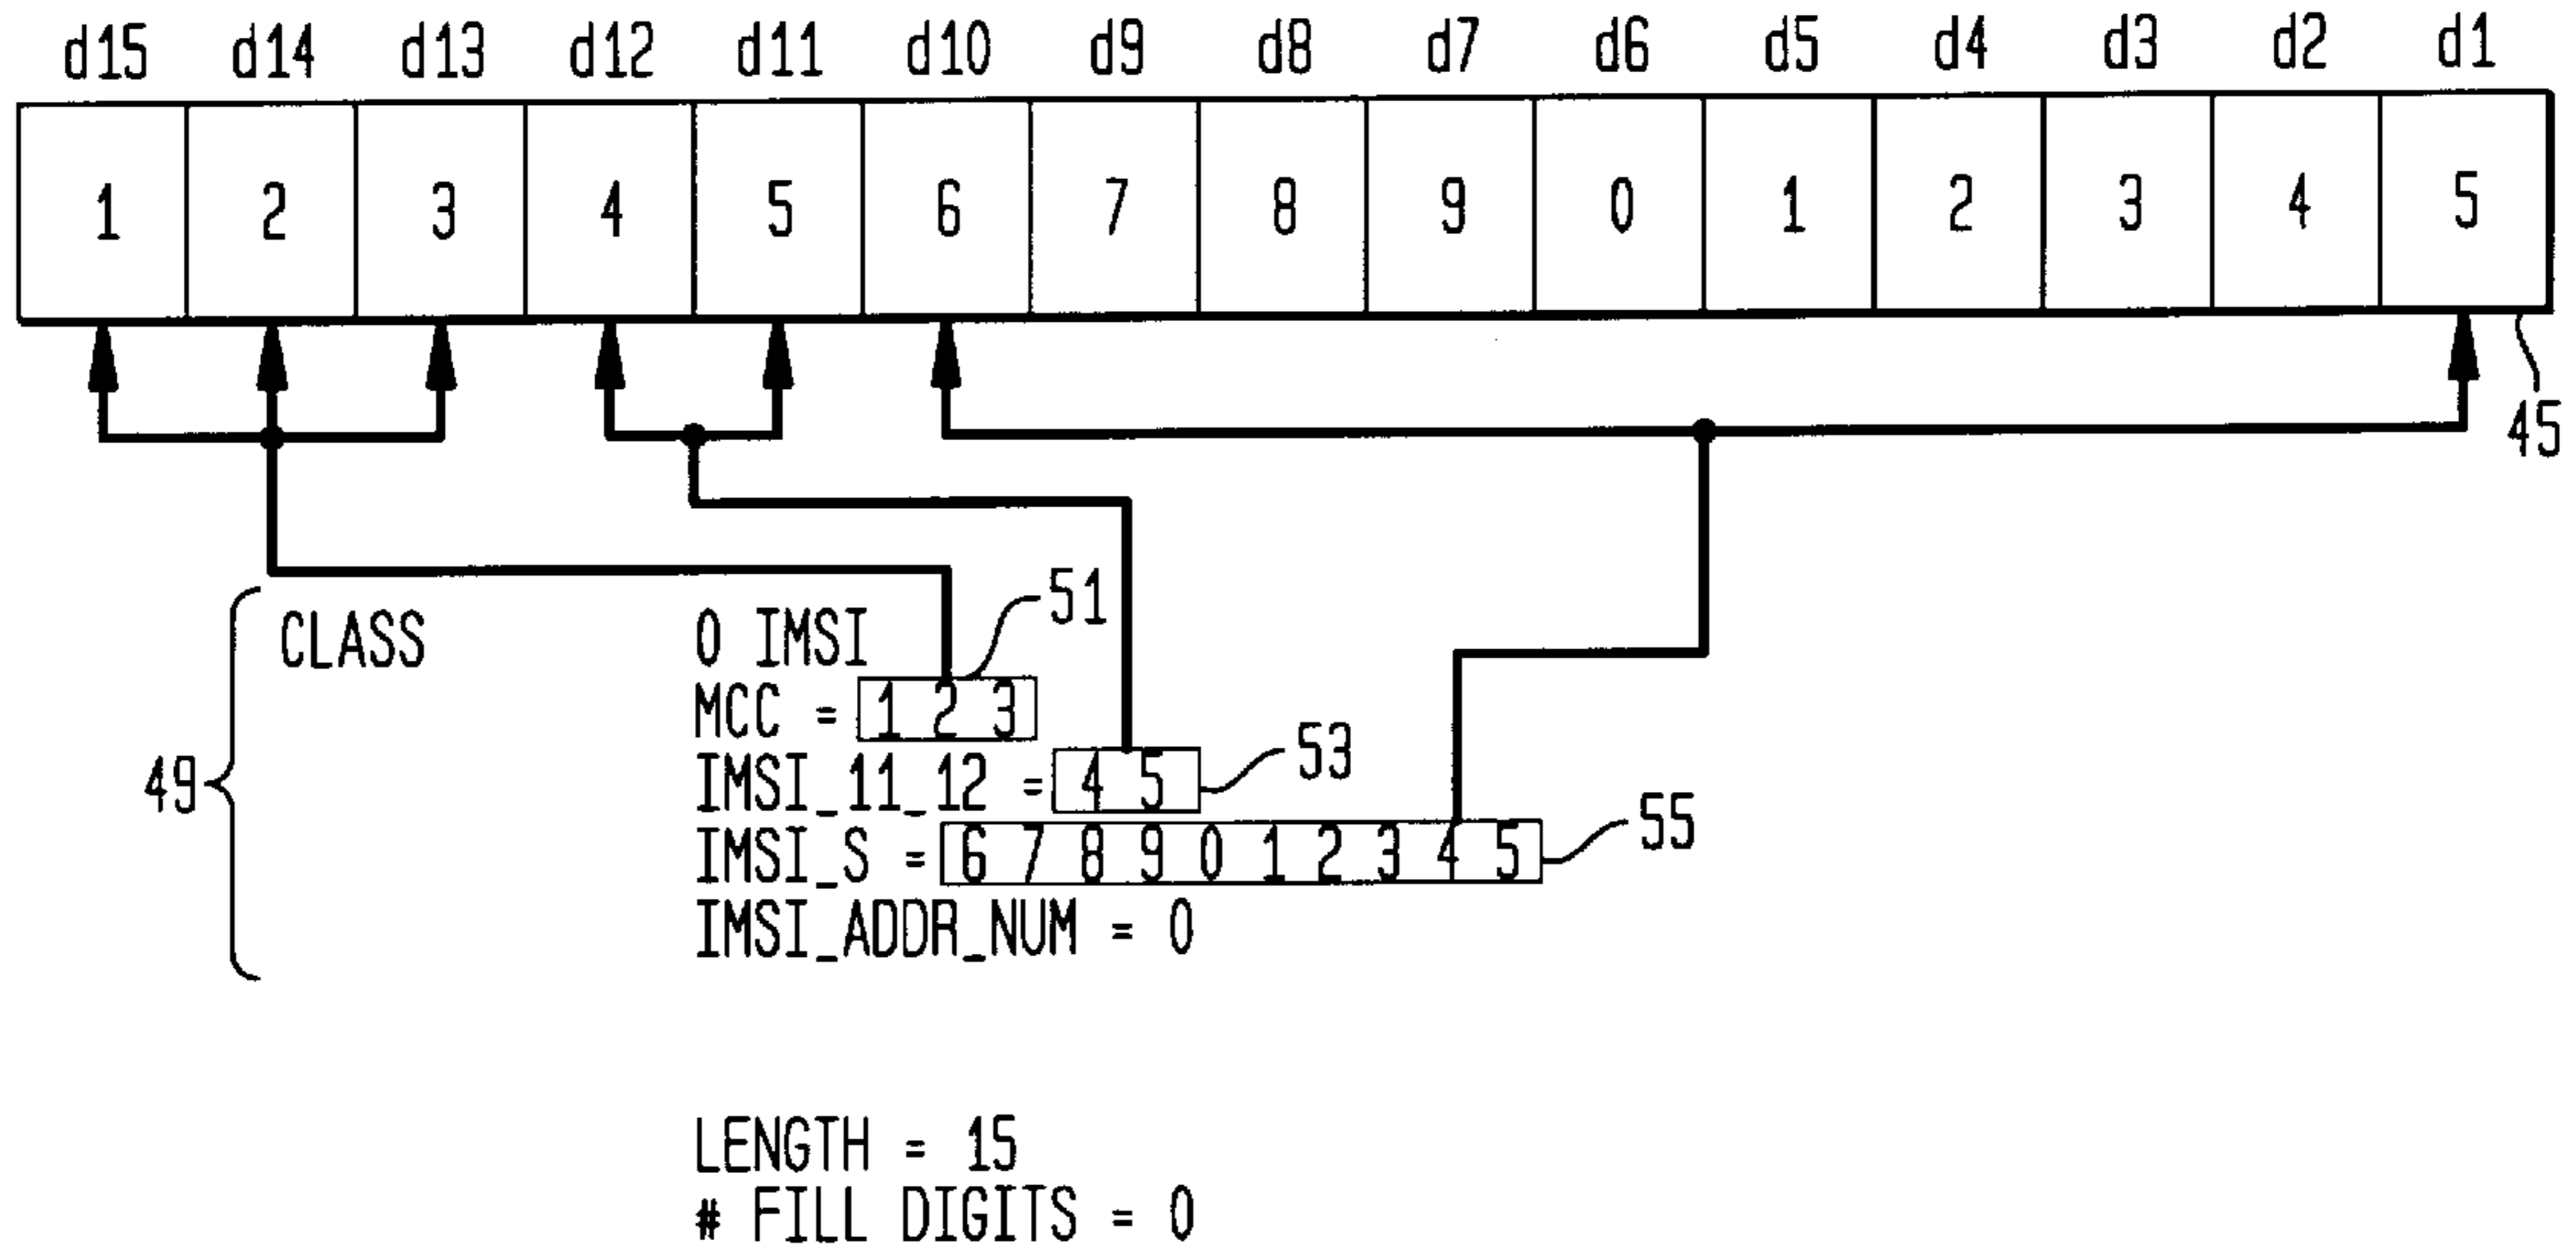 d15 d14 d13 d12 d11 d10 d9 d8 d7 d6 d5 d4 d3 d2 d1
1 2 3 4 5 6 7 8 9 0 1 2 3 4 5
45
51
CLASS 0 IMSI
MCC = 1 2 3
53
49
IMSI_11_12 = 4 5
55
IMSI_S = 6 7 8 9 0 1 2 3 4 5
IMSI_ADDR_NUM = 0
LENGTH = 15
# FILL DIGITS = 0